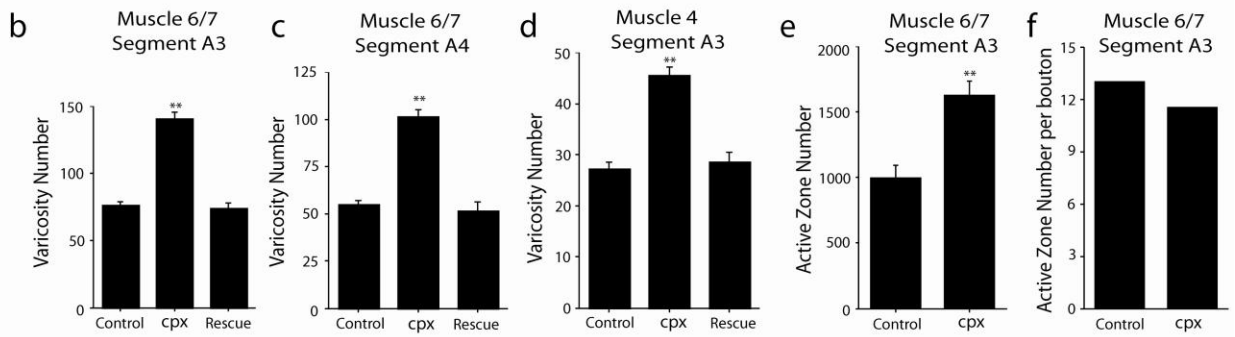 b
Muscle 6/7
Segment A3
Varicosity Number
150
100
50
0
**
Control
cpx
Rescue
c
Muscle 6/7
Segment A4
Varicosity Number
125
100
75
50
25
0
**
Control
cpx
Rescue
d
Muscle 4
Segment A3
Varicosity Number
50
40
30
20
10
0
**
Control
cpx
Rescue
e
Muscle 6/7
Segment A3
Active Zone Number
2000
1500
1000
500
0
**
Control
cpx
f
Muscle 6/7
Segment A3
Active Zone Number per bouton
15
12
9
6
3
0
Control
cpx